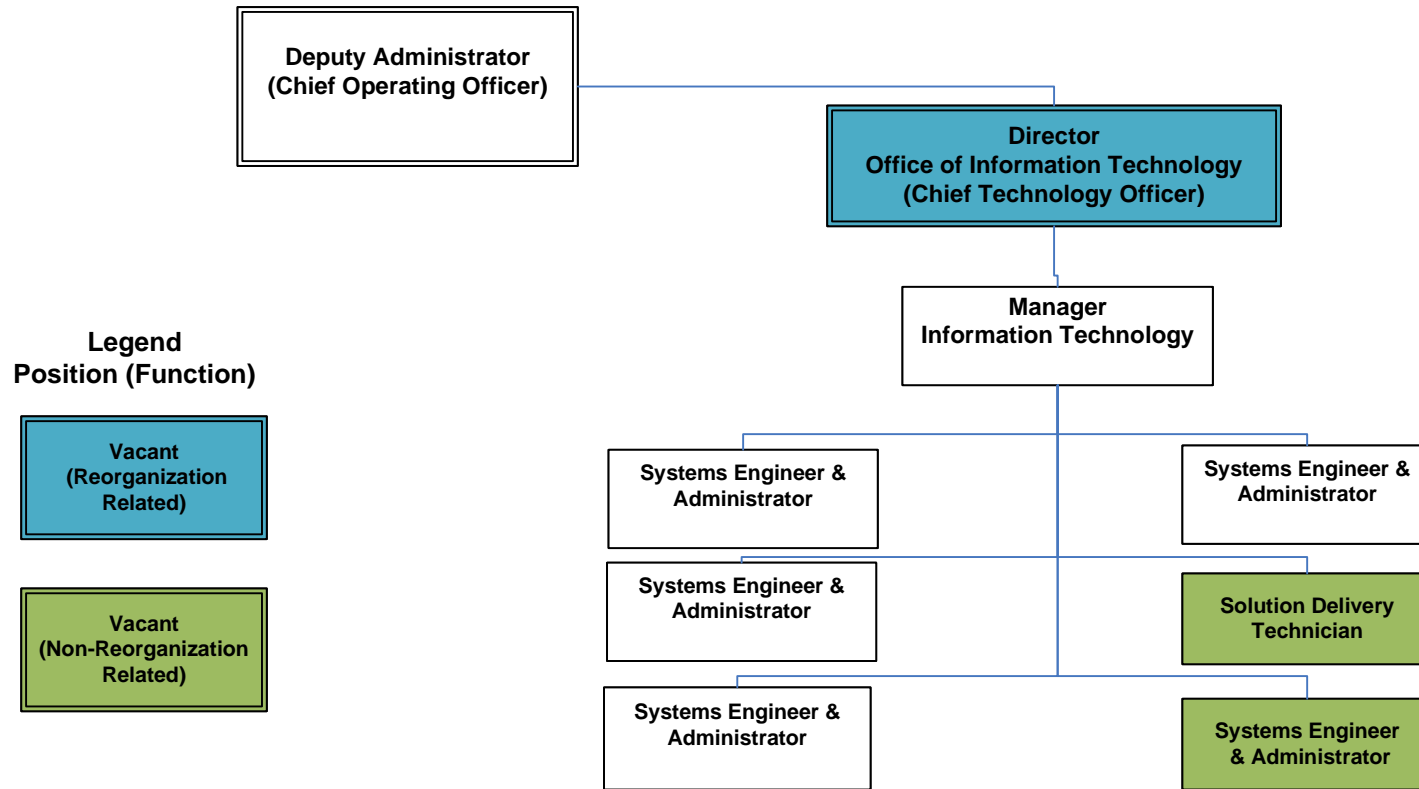 Deputy Administrator
(Chief Operating Officer)
Director
Office of Information Technology
(Chief Technology Officer)
Manager
Information Technology
Legend
Position (Function)
Vacant
(Reorganization
Related)
Vacant
(Non-Reorganization
Related)
Systems Engineer &
Administrator
Systems Engineer &
Administrator
Systems Engineer &
Administrator
Solution Delivery
Technician
Systems Engineer &
Administrator
Systems Engineer
& Administrator